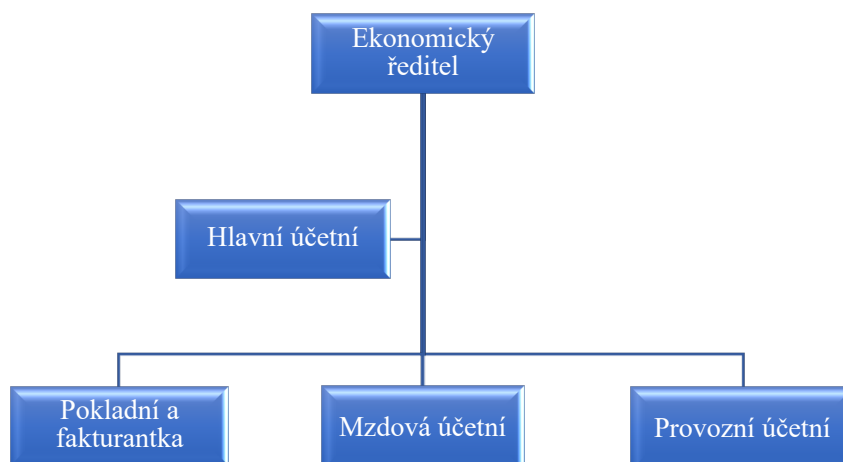 Ekonomický
ředitel
Hlavní účetní
Pokladní a
fakturantka
Mzdová účetní
Provozní účetní